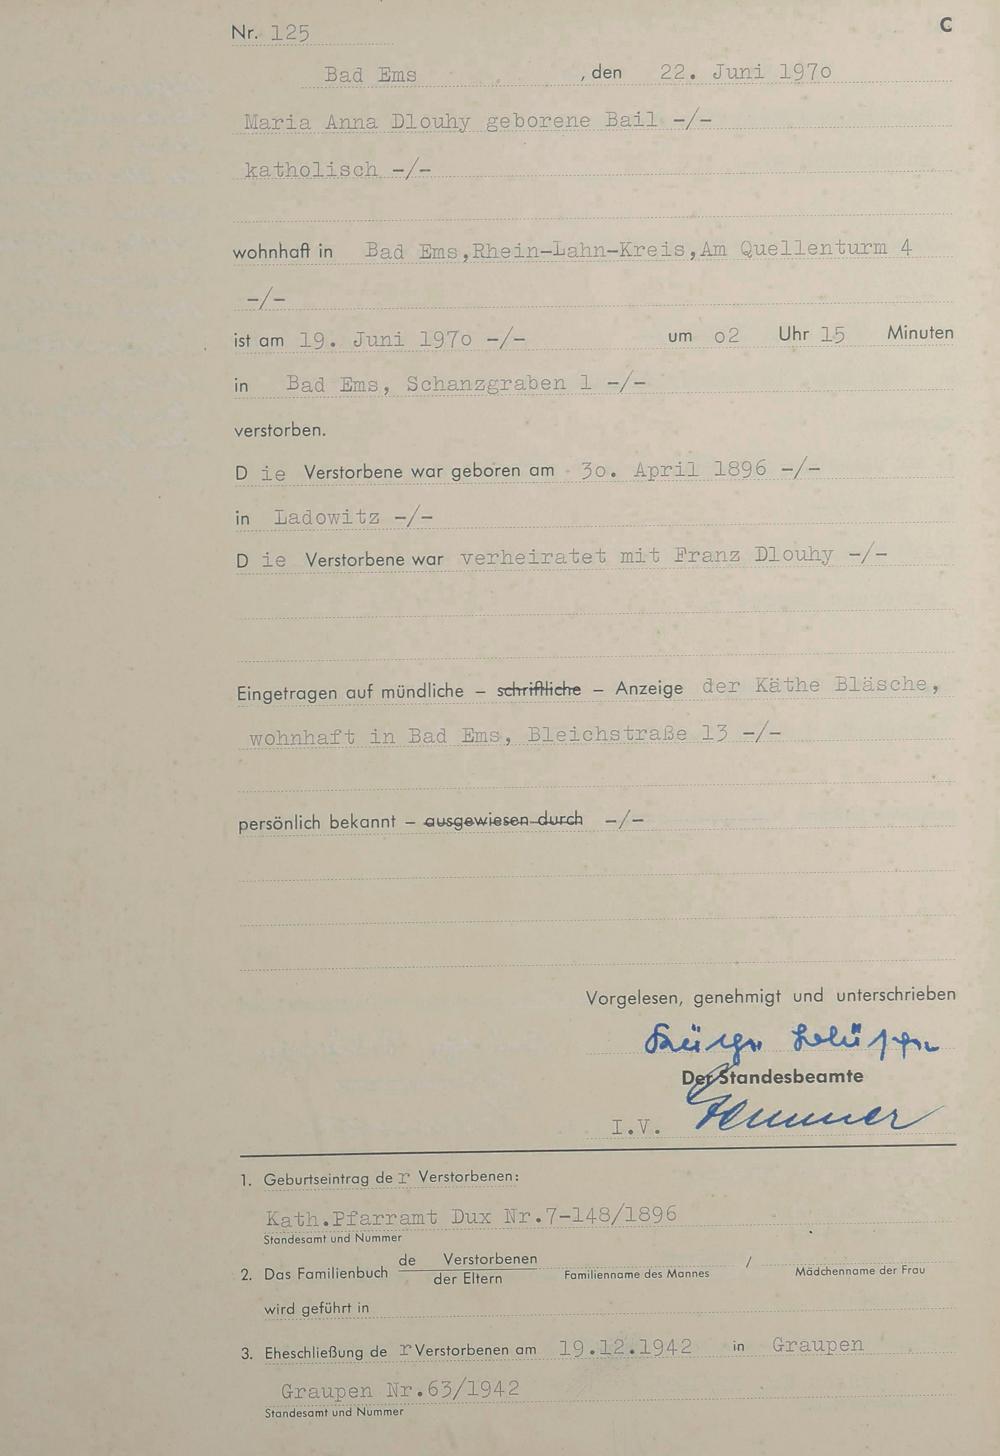 Nr. 125
C
Bad Ems , den 22. Juni 197o
Maria Anna Dlouhy geborene Bail -/-
katholisch -/-
wohnhaft in Bad Ems,Rhein-Lahn-Kreis,Am Quellenturm 4
-/-
ist am 19. Juni 197o -/- um o2 Uhr 15 Minuten
in Bad Ems, Schanzgraben 1 -/-
verstorben.
D ie Verstorbene war geboren am 3o. April 1896 -/-
in Ladowitz -/-
D ie Verstorbene war verheiratet mit Franz Dlouhy -/-
Eingetragen auf mündliche – schriftliche – Anzeige der Käthe Bläsche,
wohnhaft in Bad Ems, Bleichstraße 13 -/-
persönlich bekannt – ausgewiesen durch -/-
Vorgelesen, genehmigt und unterschrieben
Der Standesbeamte
I.V.
1. Geburtseintrag de r Verstorbenen:
Kath.Pfarramt Dux Nr.7-148/1896
Standesamt und Nummer
2. Das Familienbuch de Verstorbenen / der Eltern Familienname des Mannes / Mädchenname der Frau
wird geführt in
3. Eheschließung de r Verstorbenen am 19.12.1942 in Graupen
Graupen Nr.63/1942
Standesamt und Nummer